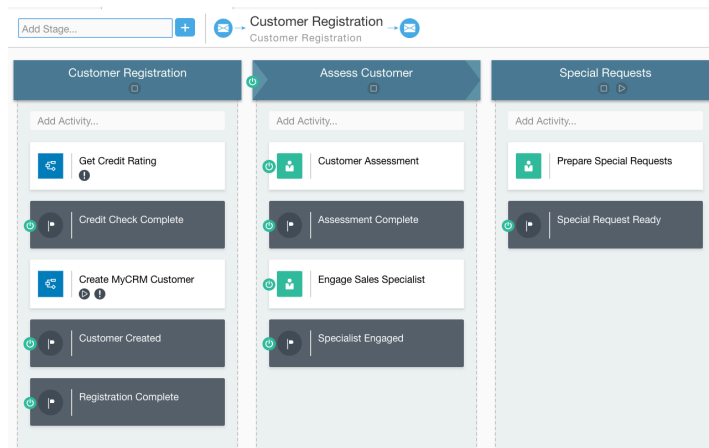 Add Stage...
Customer Registration
Customer Registration
Customer Registration
Add Activity...
Get Credit Rating
Credit Check Complete
Create MyCRM Customer
Customer Created
Registration Complete
Assess Customer
Add Activity...
Customer Assessment
Assessment Complete
Engage Sales Specialist
Specialist Engaged
Special Requests
Add Activity...
Prepare Special Requests
Special Request Ready